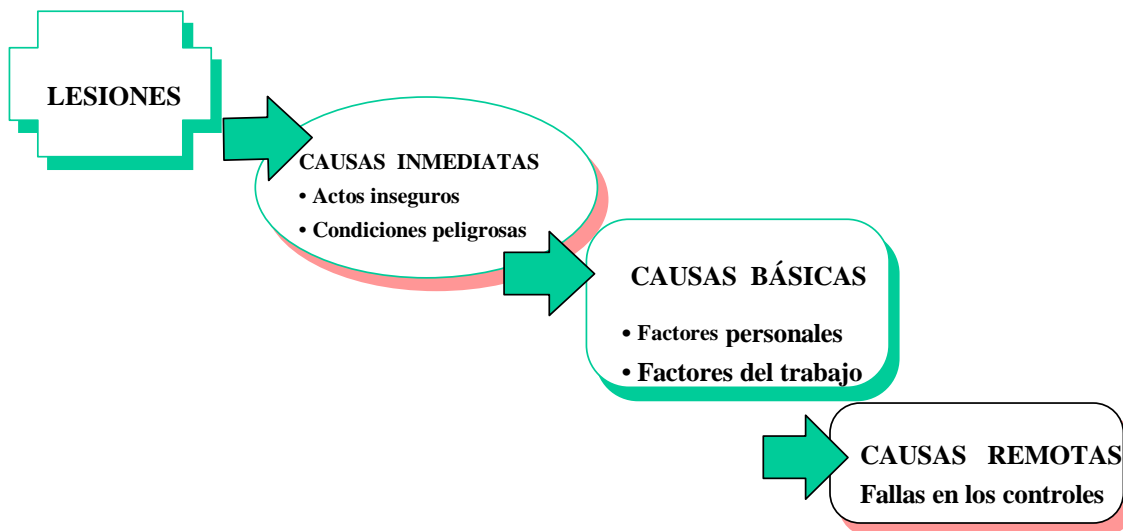 LESIONES
CAUSAS INMEDIATAS
• Actos inseguros
• Condiciones peligrosas
CAUSAS BÁSICAS
• Factores personales
• Factores del trabajo
CAUSAS REMOTAS
Fallas en los controles